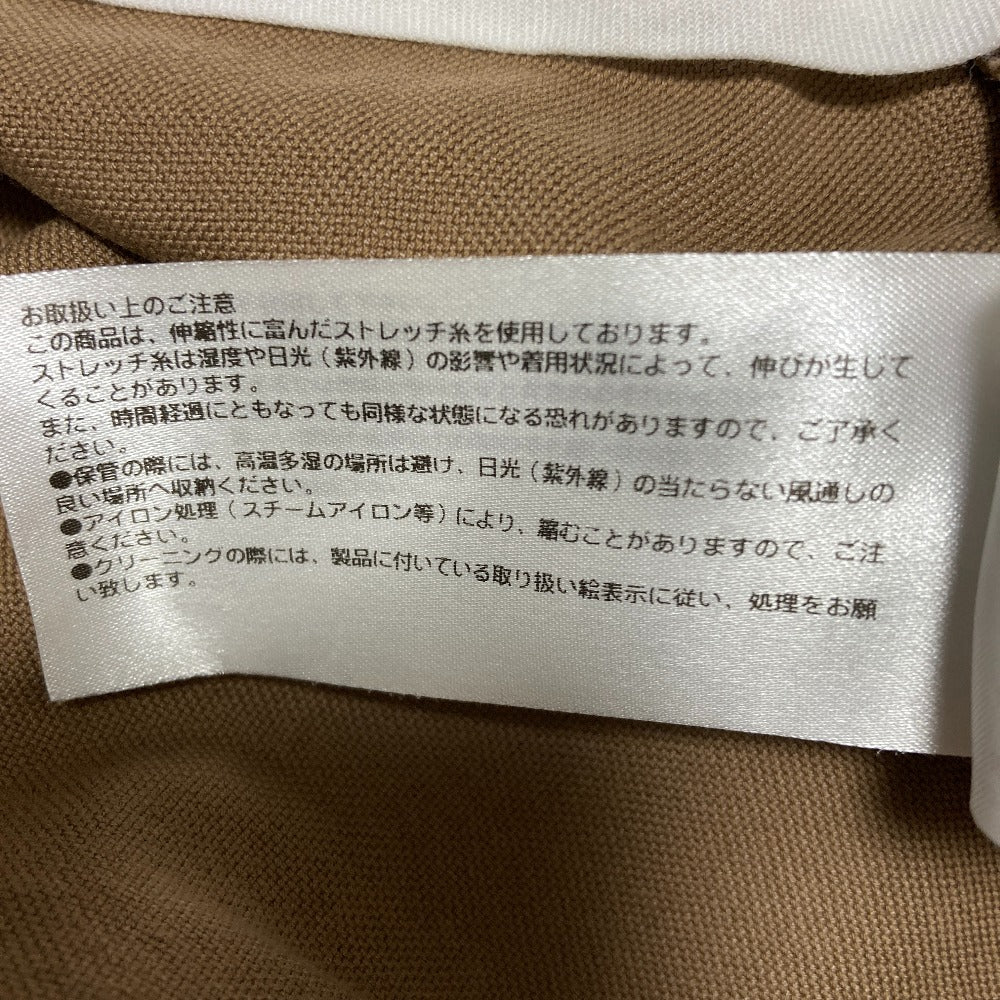 お取扱い上のご注意
この商品は、伸縮性に富んだストレッチ糸を使用しております。
ストレッチ糸は湿度や日光（紫外線）の影響や着用状況によって、伸びが生じて
くることがあります。
また、時間経過にともなっても同様な状態になる恐れがありますので、ご了承く
ださい。
●保管の際には、高温多湿の場所は避け、日光（紫外線）の当たらない風通しの
良い場所へ収納ください。
●アイロン処理（スチームアイロン等）により、縮むことがありますので、ご注
意ください。
●クリーニングの際には、製品に付いている取り扱い絵表示に従い、処理をお願
い致します。